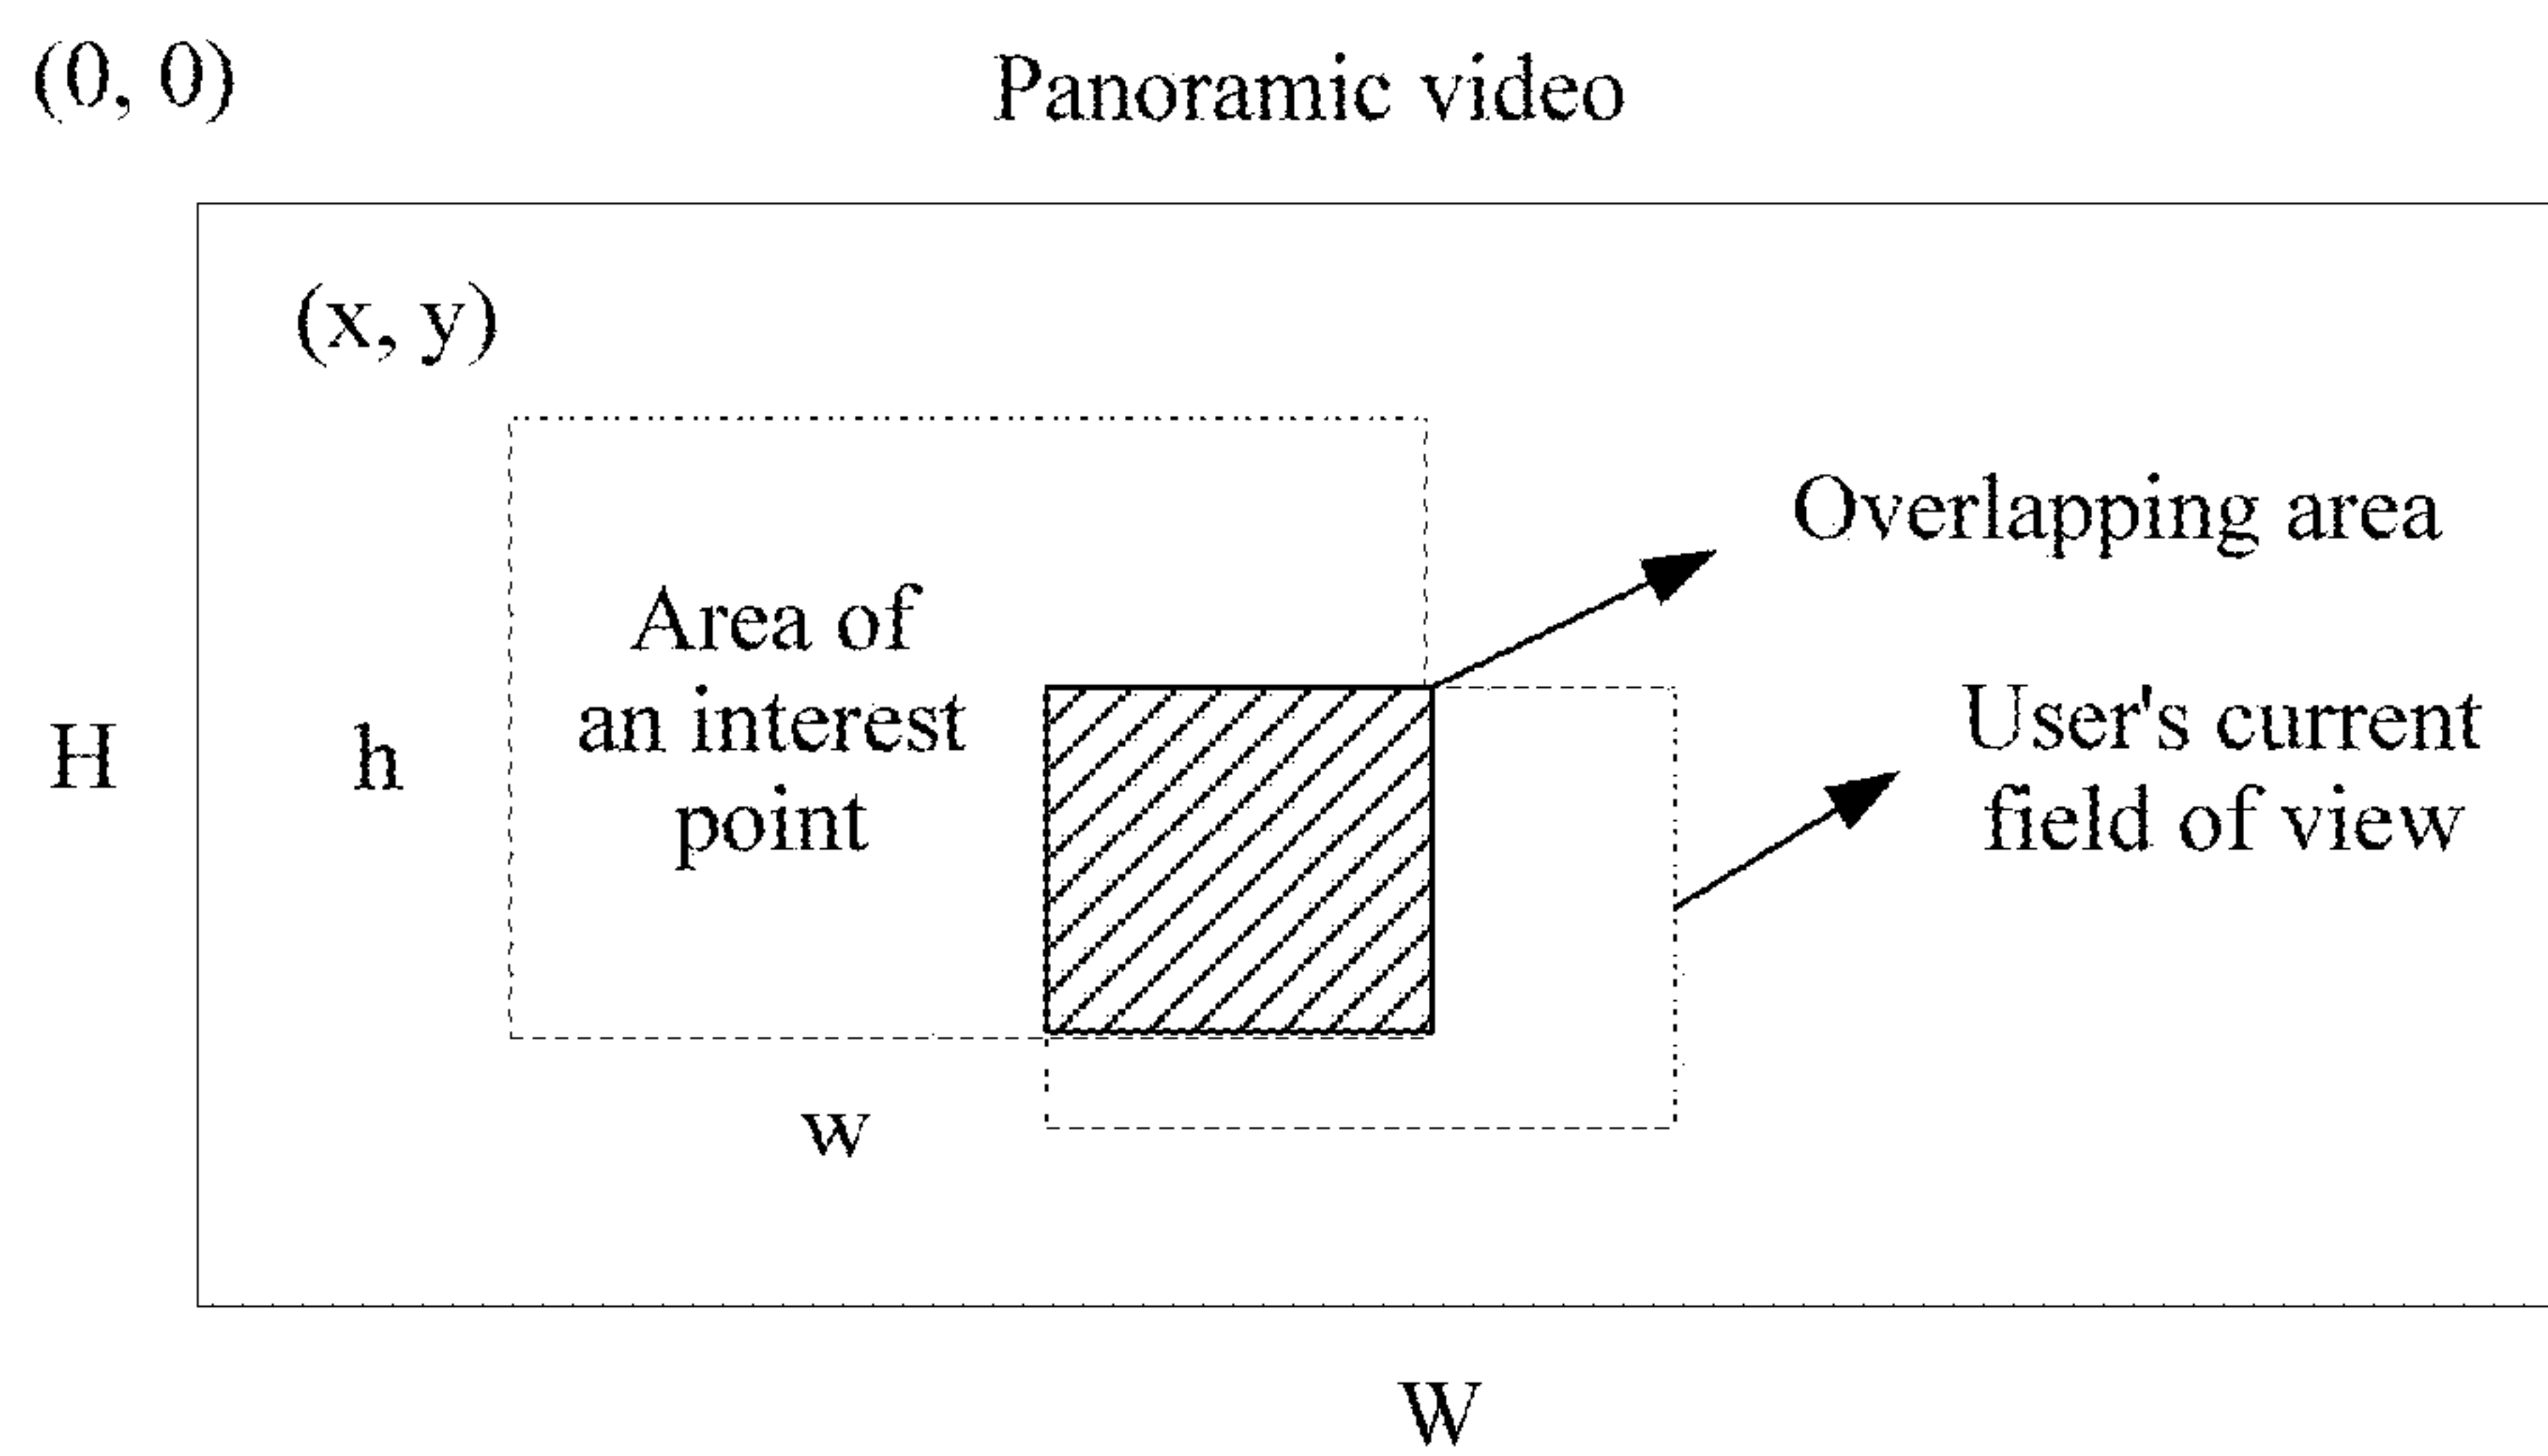 (0, 0)
Panoramic video
(x, y)
Overlapping area
Area of
an interest
point
User's current
field of view
H
h
w
W